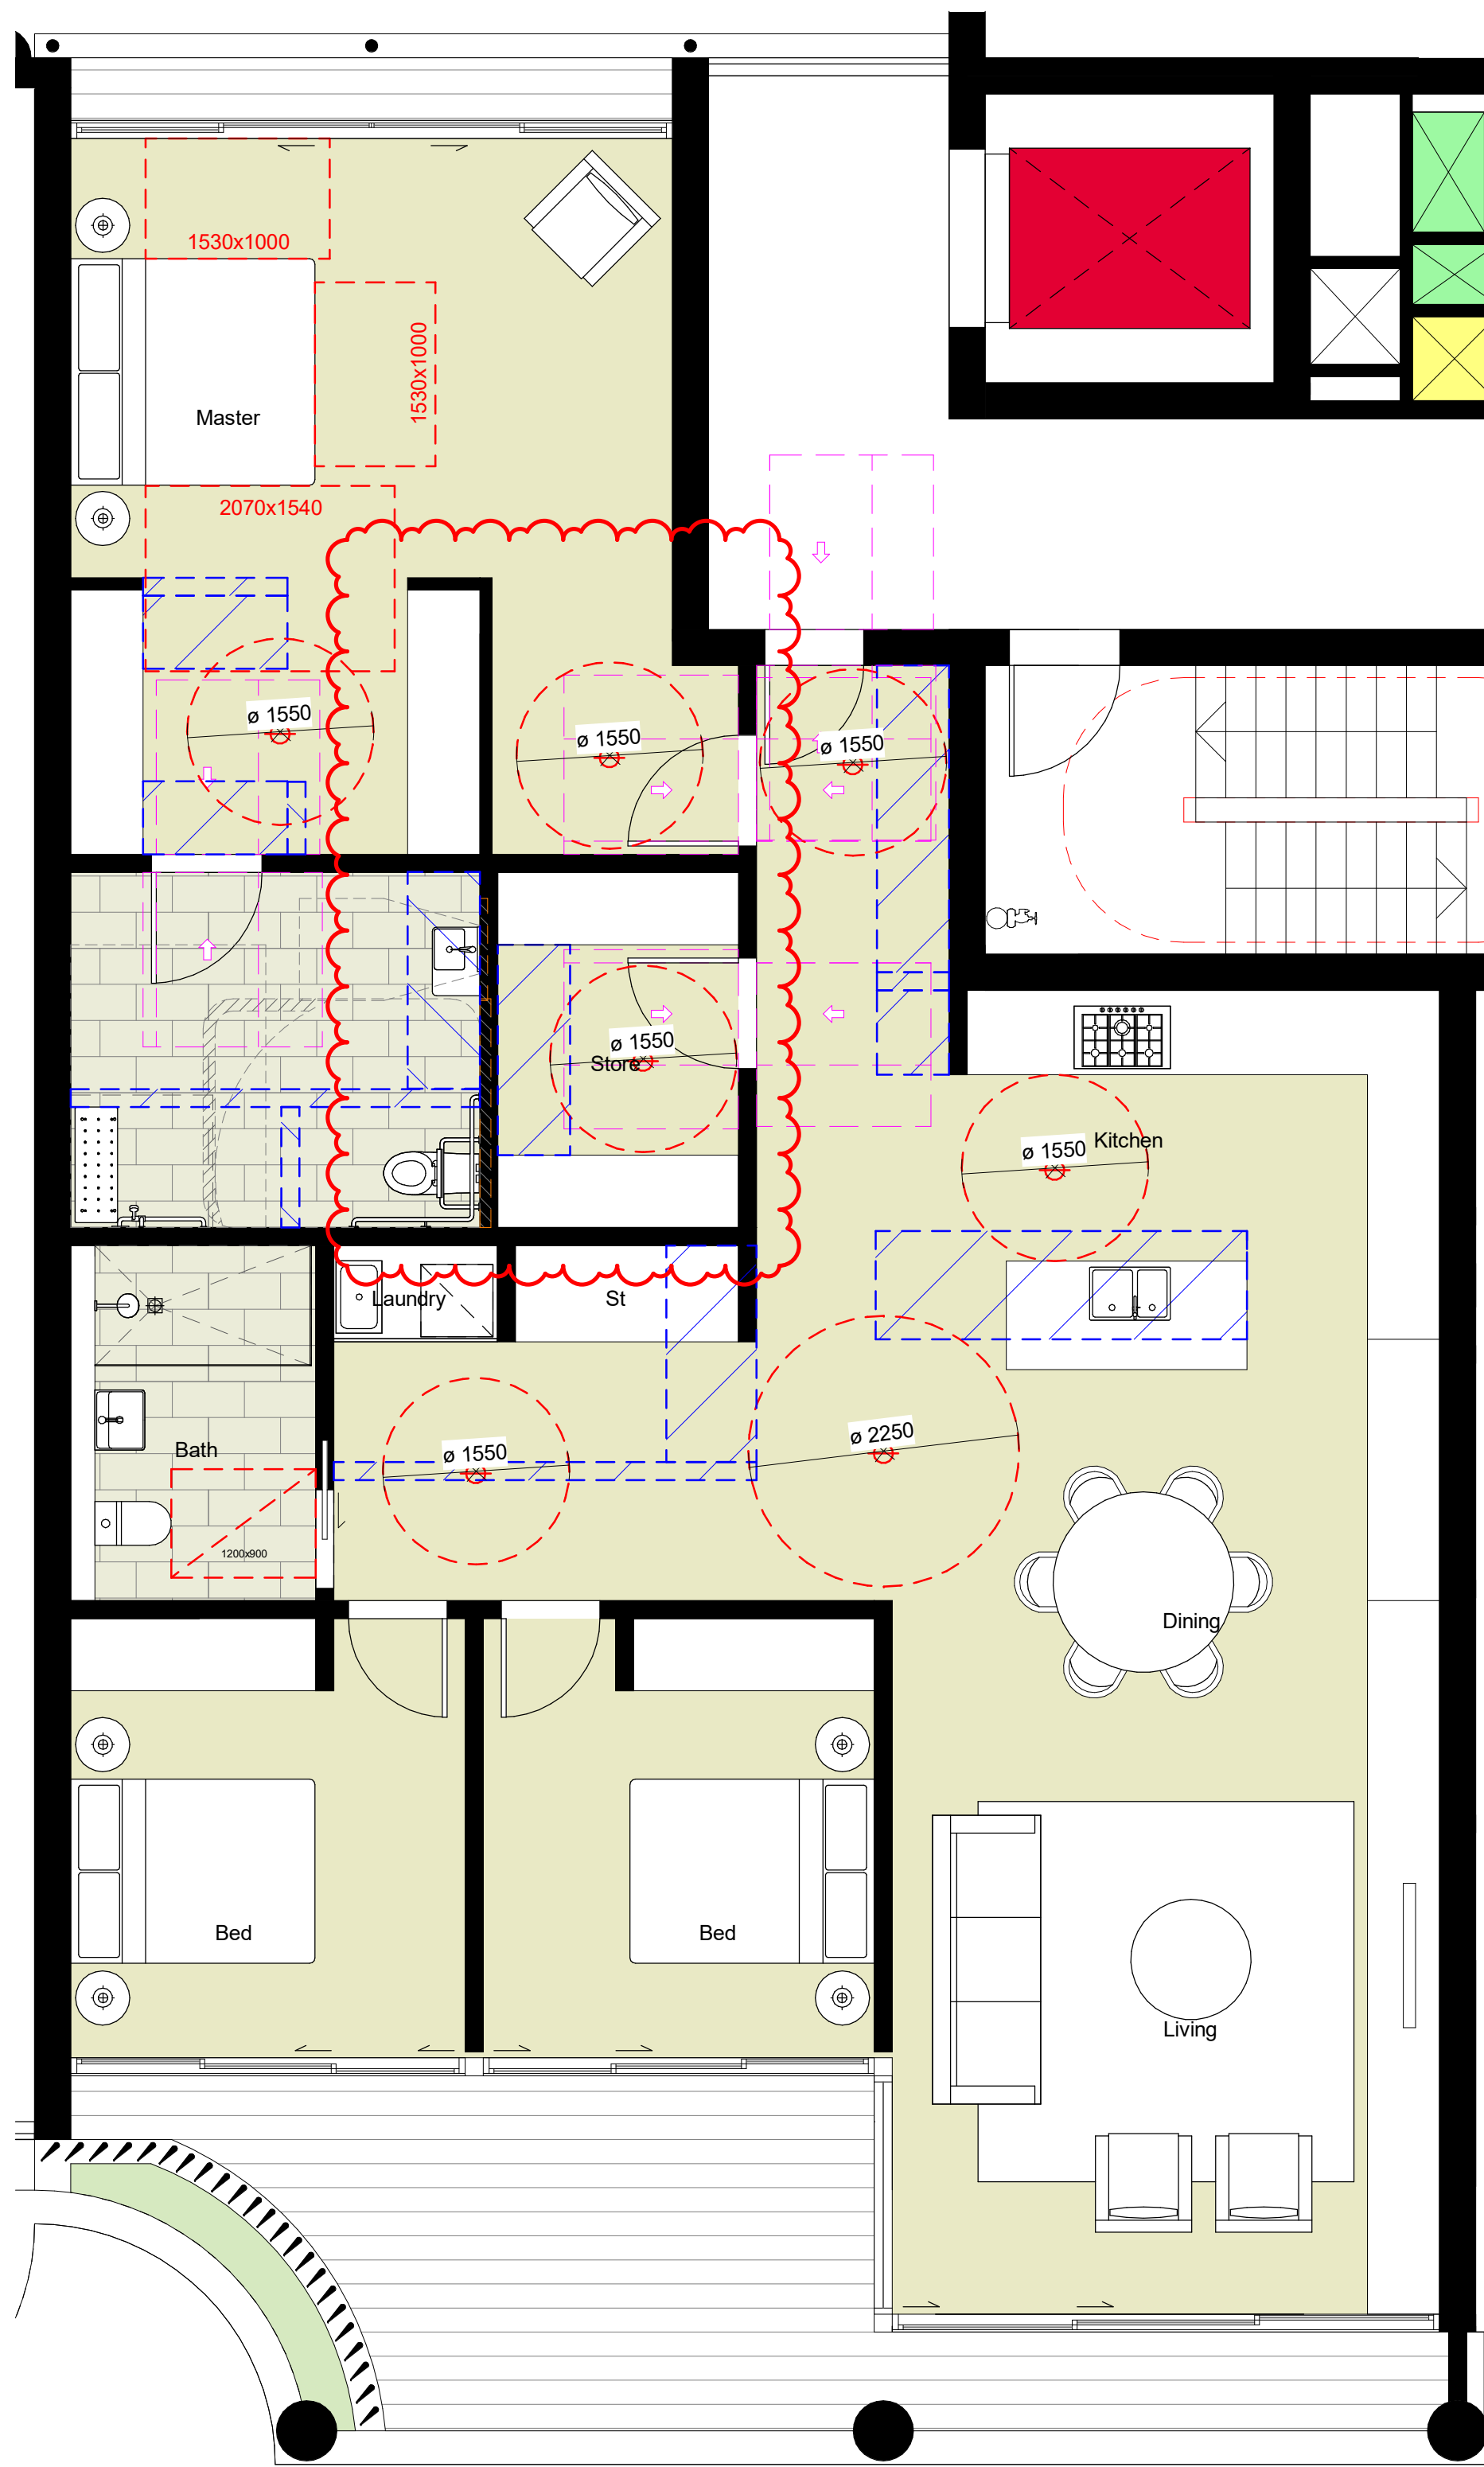 1530x1000
1530x1000
Master
2070x1540
ø 1550
ø 1550
ø 1550
ø 1550
Store
Kitchen
ø 1550
Laundry
St
ø 2250
Bath
ø 1550
1200x900
Dining
Bed
Bed
Living